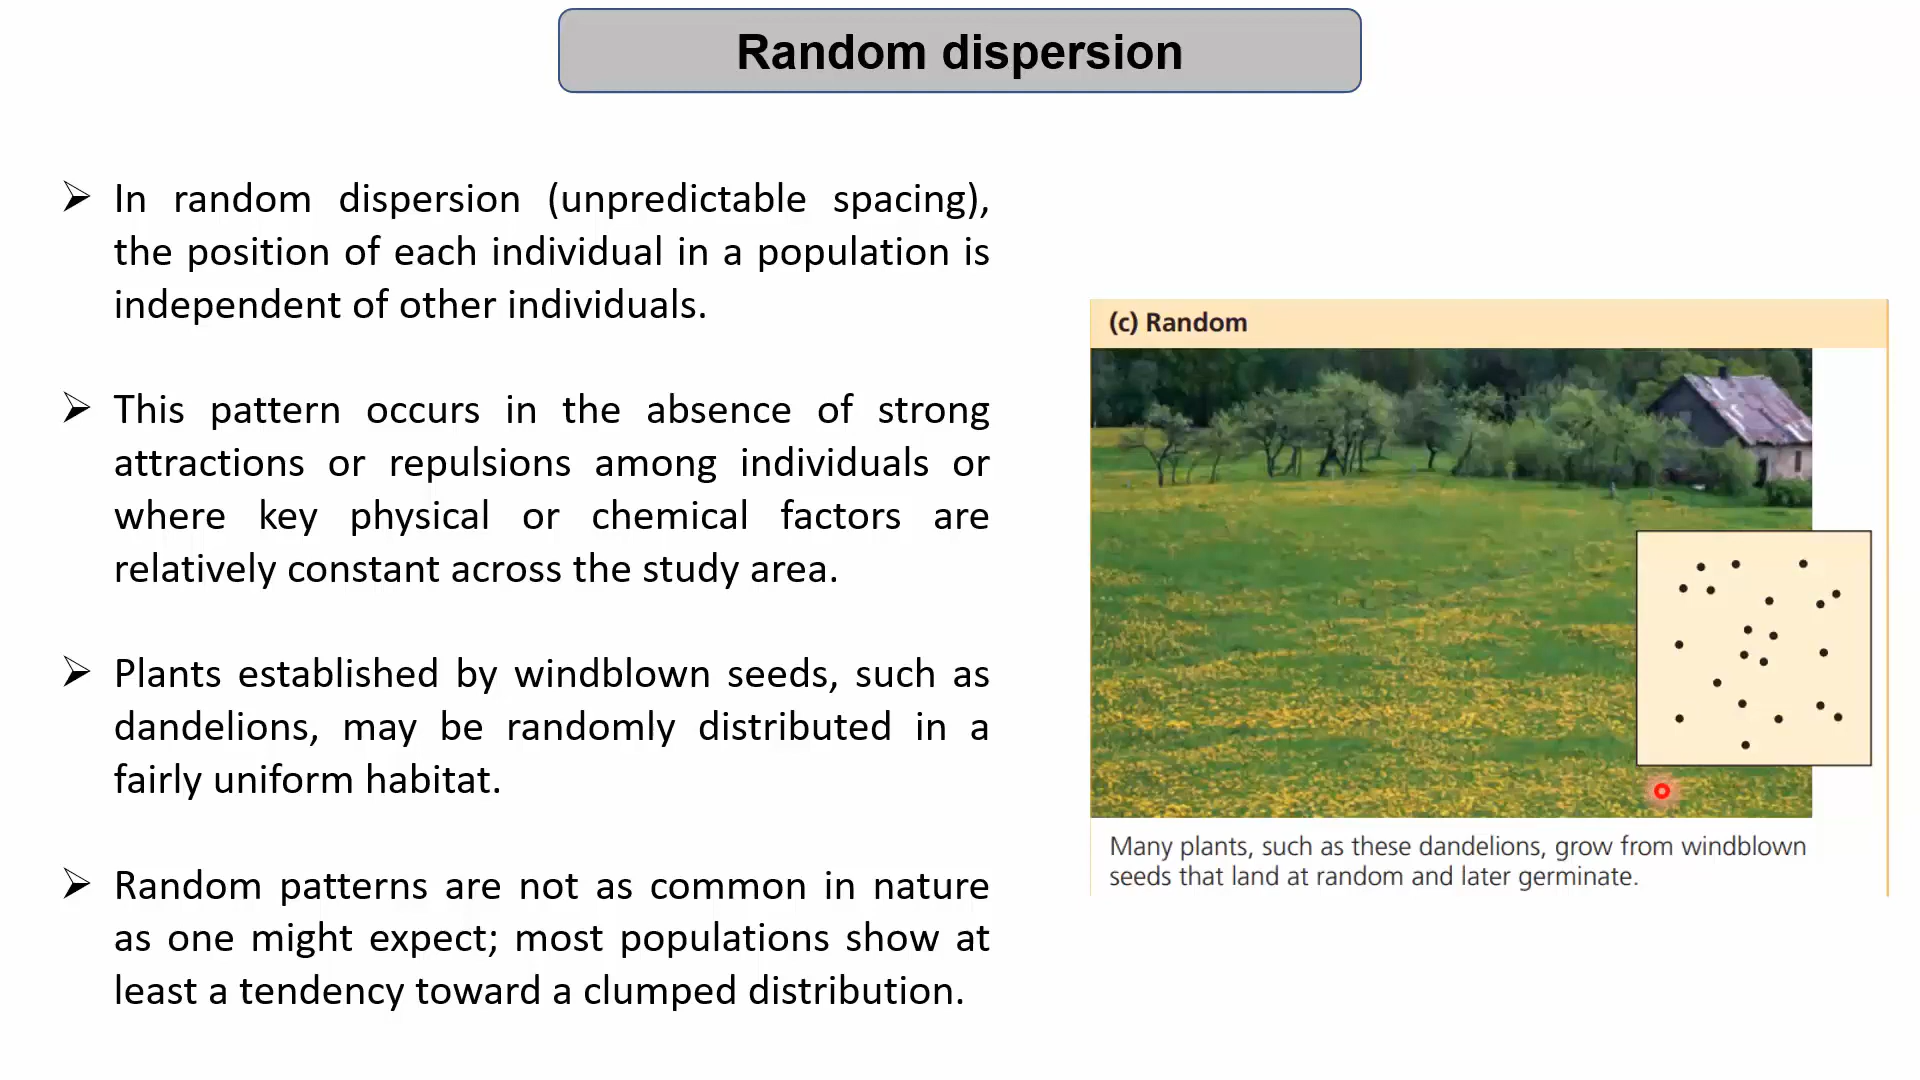 Random dispersion
➢ In random dispersion (unpredictable spacing),
the position of each individual in a population is
independent of other individuals.
➢ This pattern occurs in the absence of strong
attractions or repulsions among individuals or
where key physical or chemical factors are
relatively constant across the study area.
➢ Plants established by windblown seeds, such as
dandelions, may be randomly distributed in a
fairly uniform habitat.
➢ Random patterns are not as common in nature
as one might expect; most populations show at
least a tendency toward a clumped distribution.
(c) Random
Many plants, such as these dandelions, grow from windblown
seeds that land at random and later germinate.